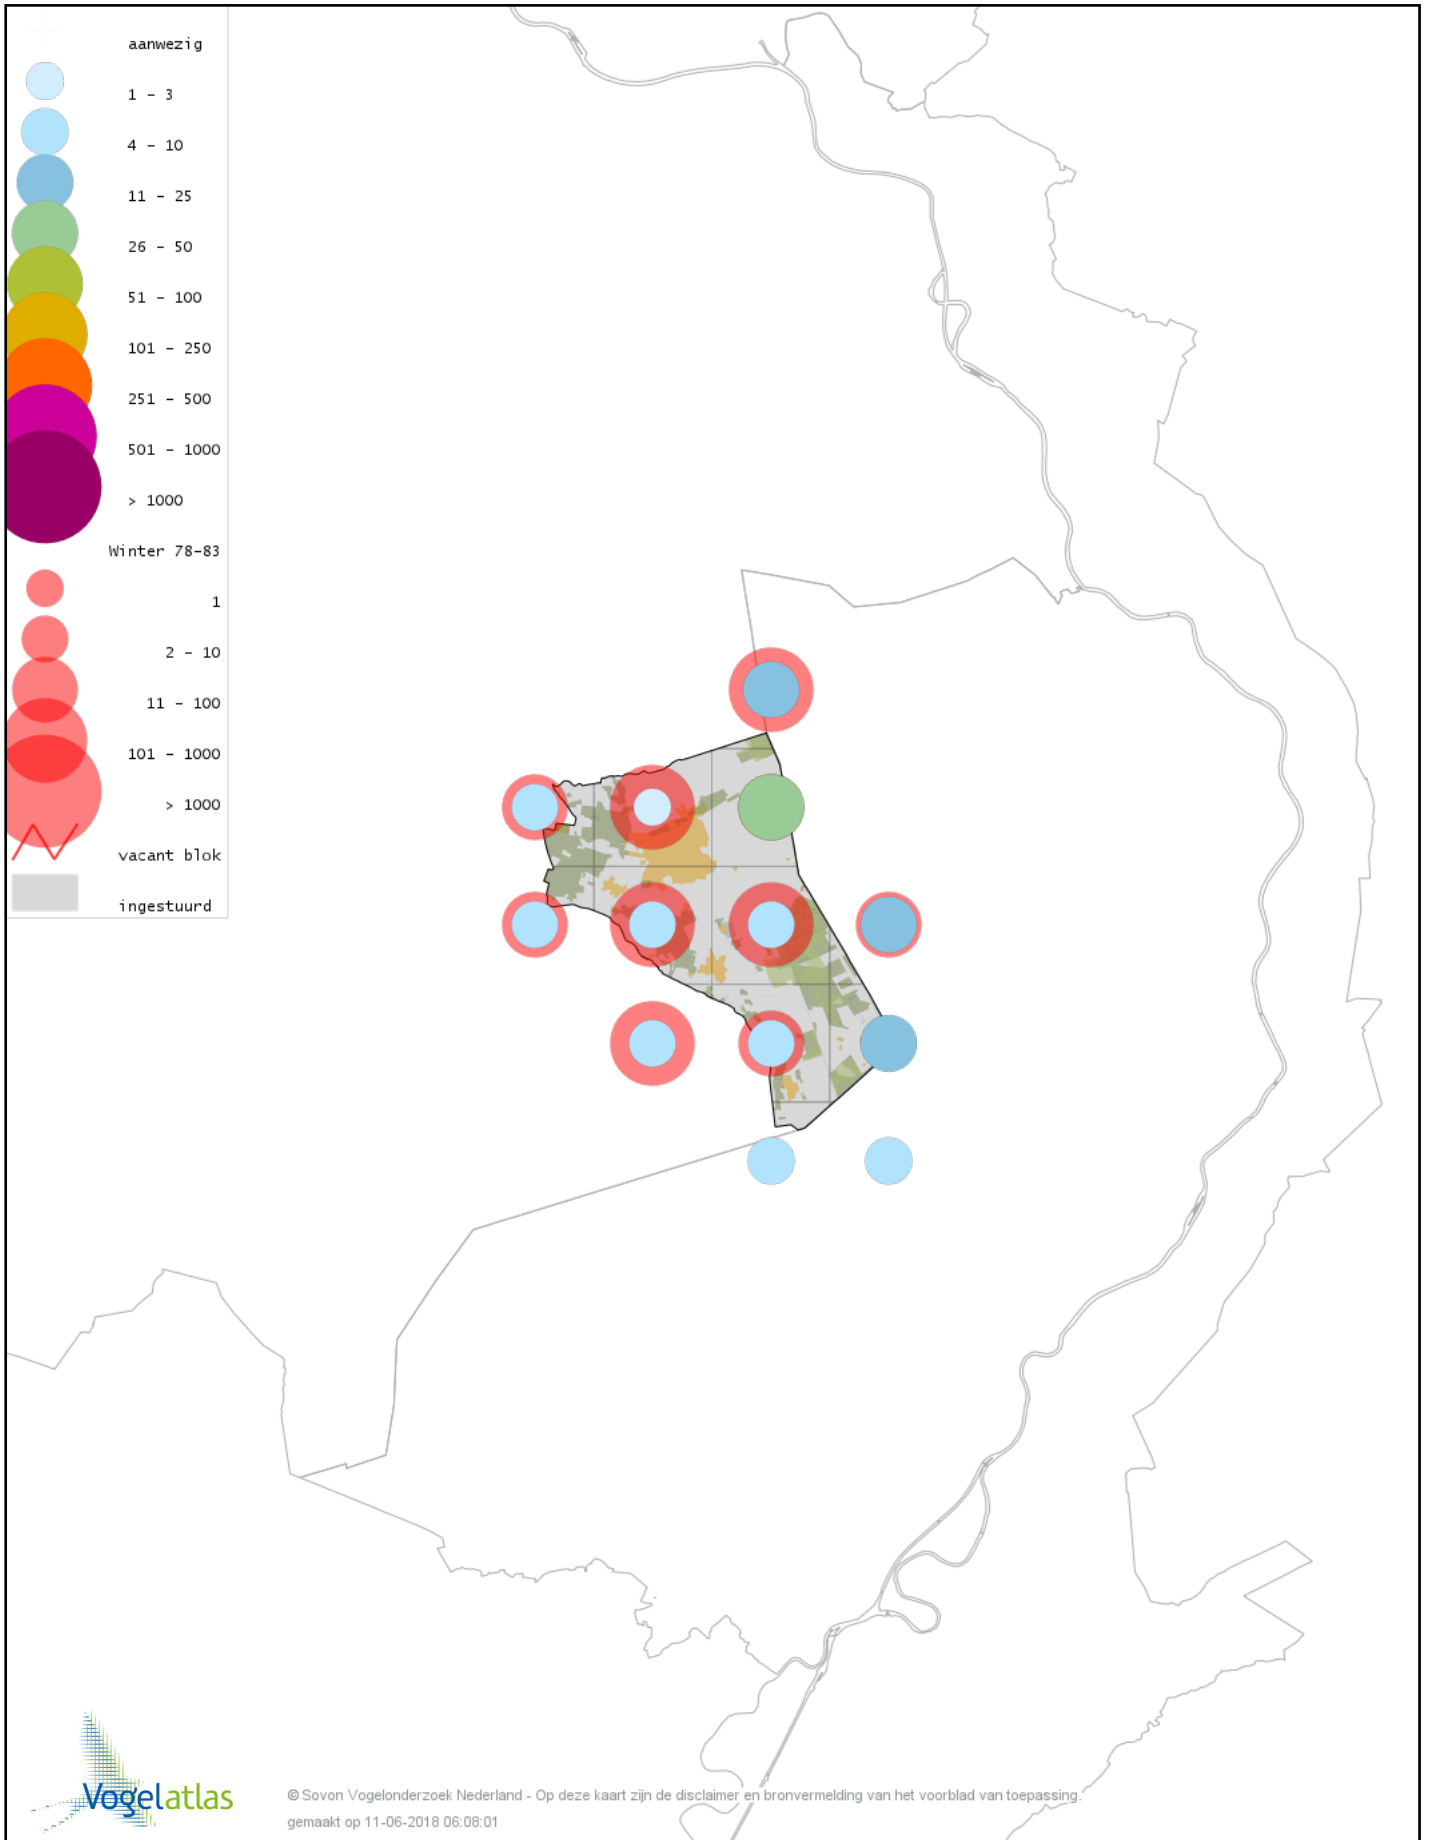 aanwezig
1 - 3
4 - 10
11 - 25
26 - 50
51 - 100
101 - 250
251 - 500
501 - 1000
> 1000
Winter 78-83
1
2 - 10
11 - 100
101 - 1000
> 1000
vacant blok
ingestuurd
Vogelatlas
© Sovon Vogelonderzoek Nederland - Op deze kaart zijn de disclaimer en bronvermelding van het voorblad van toepassing.
gemaakt op 11-06-2018 06:08:01